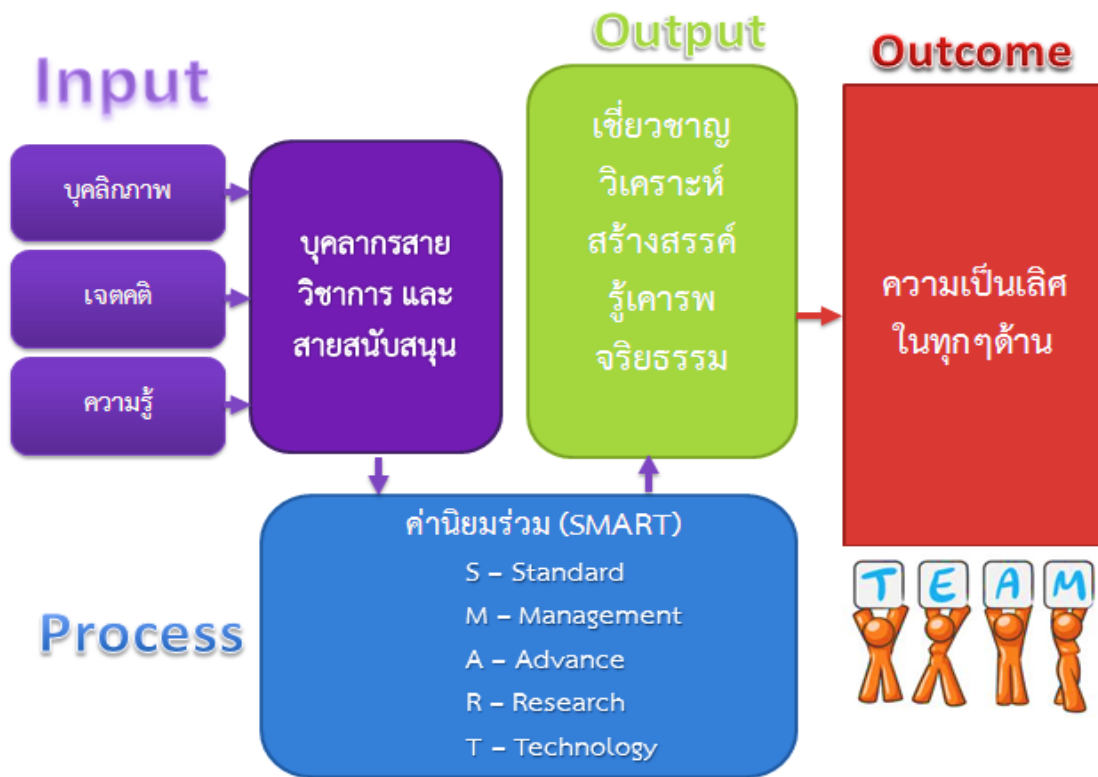 Input
บุคลิกภาพ
เจตคติ
ความรู้
บุคลากรสาย
วิชาการ และ
สายสนับสนุน
Process
ค่านิยมร่วม (SMART)
S – Standard
M – Management
A – Advance
R – Research
T – Technology
Output
เชี่ยวชาญ
วิเคราะห์
สร้างสรรค์
รู้เคารพ
จริยธรรม
Outcome
ความเป็นเลิศ
ในทุกๆด้าน
TEAM